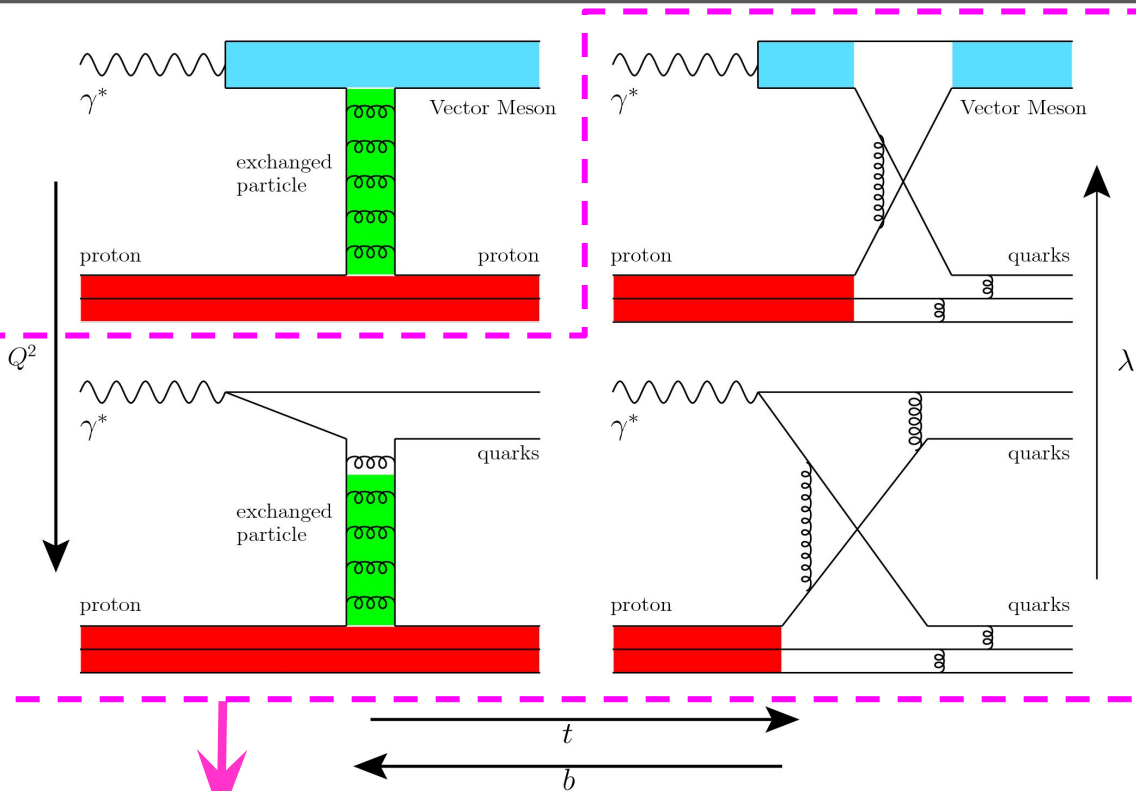 γ*
Vector Meson
exchanged
particle
proton
proton
γ*
Vector Meson
proton
quarks
Q²
λ
γ*
quarks
exchanged
particle
proton
γ*
quarks
proton
quarks
t
b